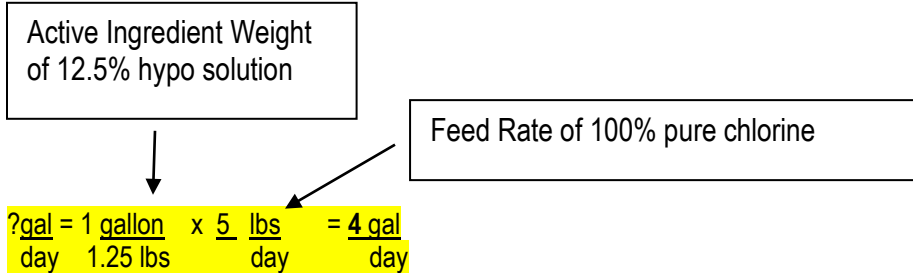 Active Ingredient Weight
of 12.5% hypo solution
Feed Rate of 100% pure chlorine
?gal = 1 gallon x 5 lbs = 4 gal
day 1.25 lbs day day